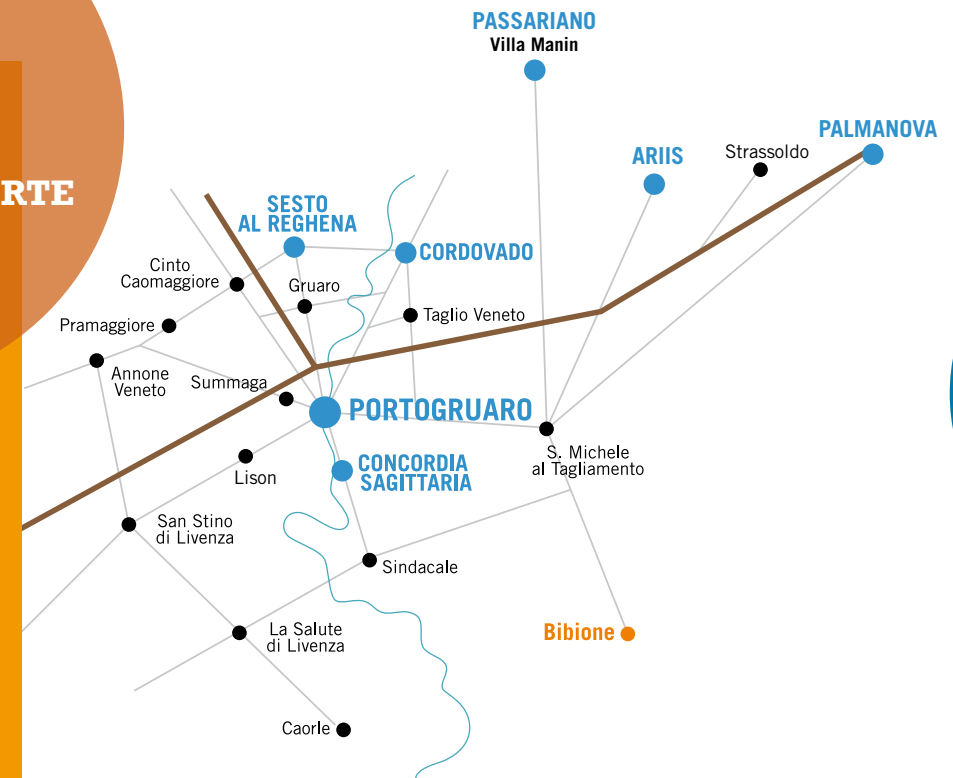 PASSARIANO
Villa Manin
PALMANOVA
Strassoldo
ARIIS
RTE
SESTO
AL REGHENA
CORDOVADO
Cinto
Caomaggiore
Gruaro
Taglio Veneto
Pramaggiore
Annone
Veneto
Summaga
PORTOGRUARO
S. Michele
al Tagliamento
CONCORDIA
SAGITTARIA
Lison
San Stino
di Livenza
Sindacale
La Salute
di Livenza
Bibione
Caorle